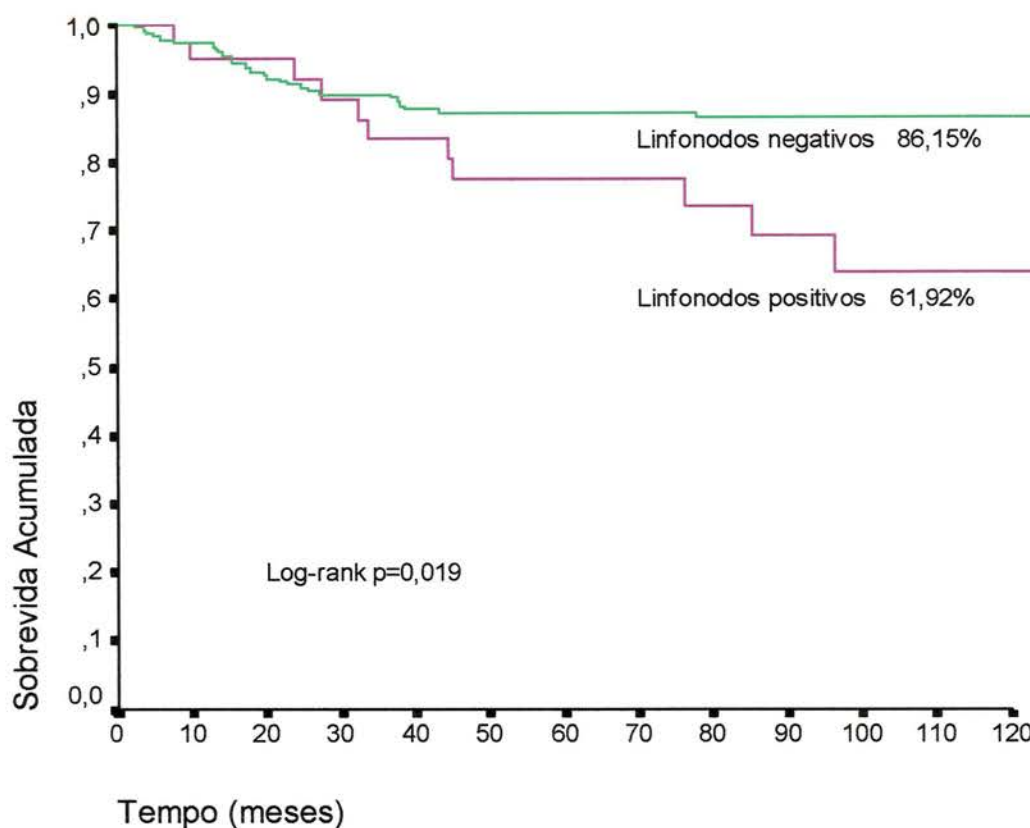 1,0
,9
,8
,7
,6
,5
,4
,3
,2
,1
0,0
Sobrevida Acumulada
Linfonodos negativos 86,15%
Linfonodos positivos 61,92%
Log-rank p=0,019
0 10 20 30 40 50 60 70 80 90 100 110 120
Tempo (meses)